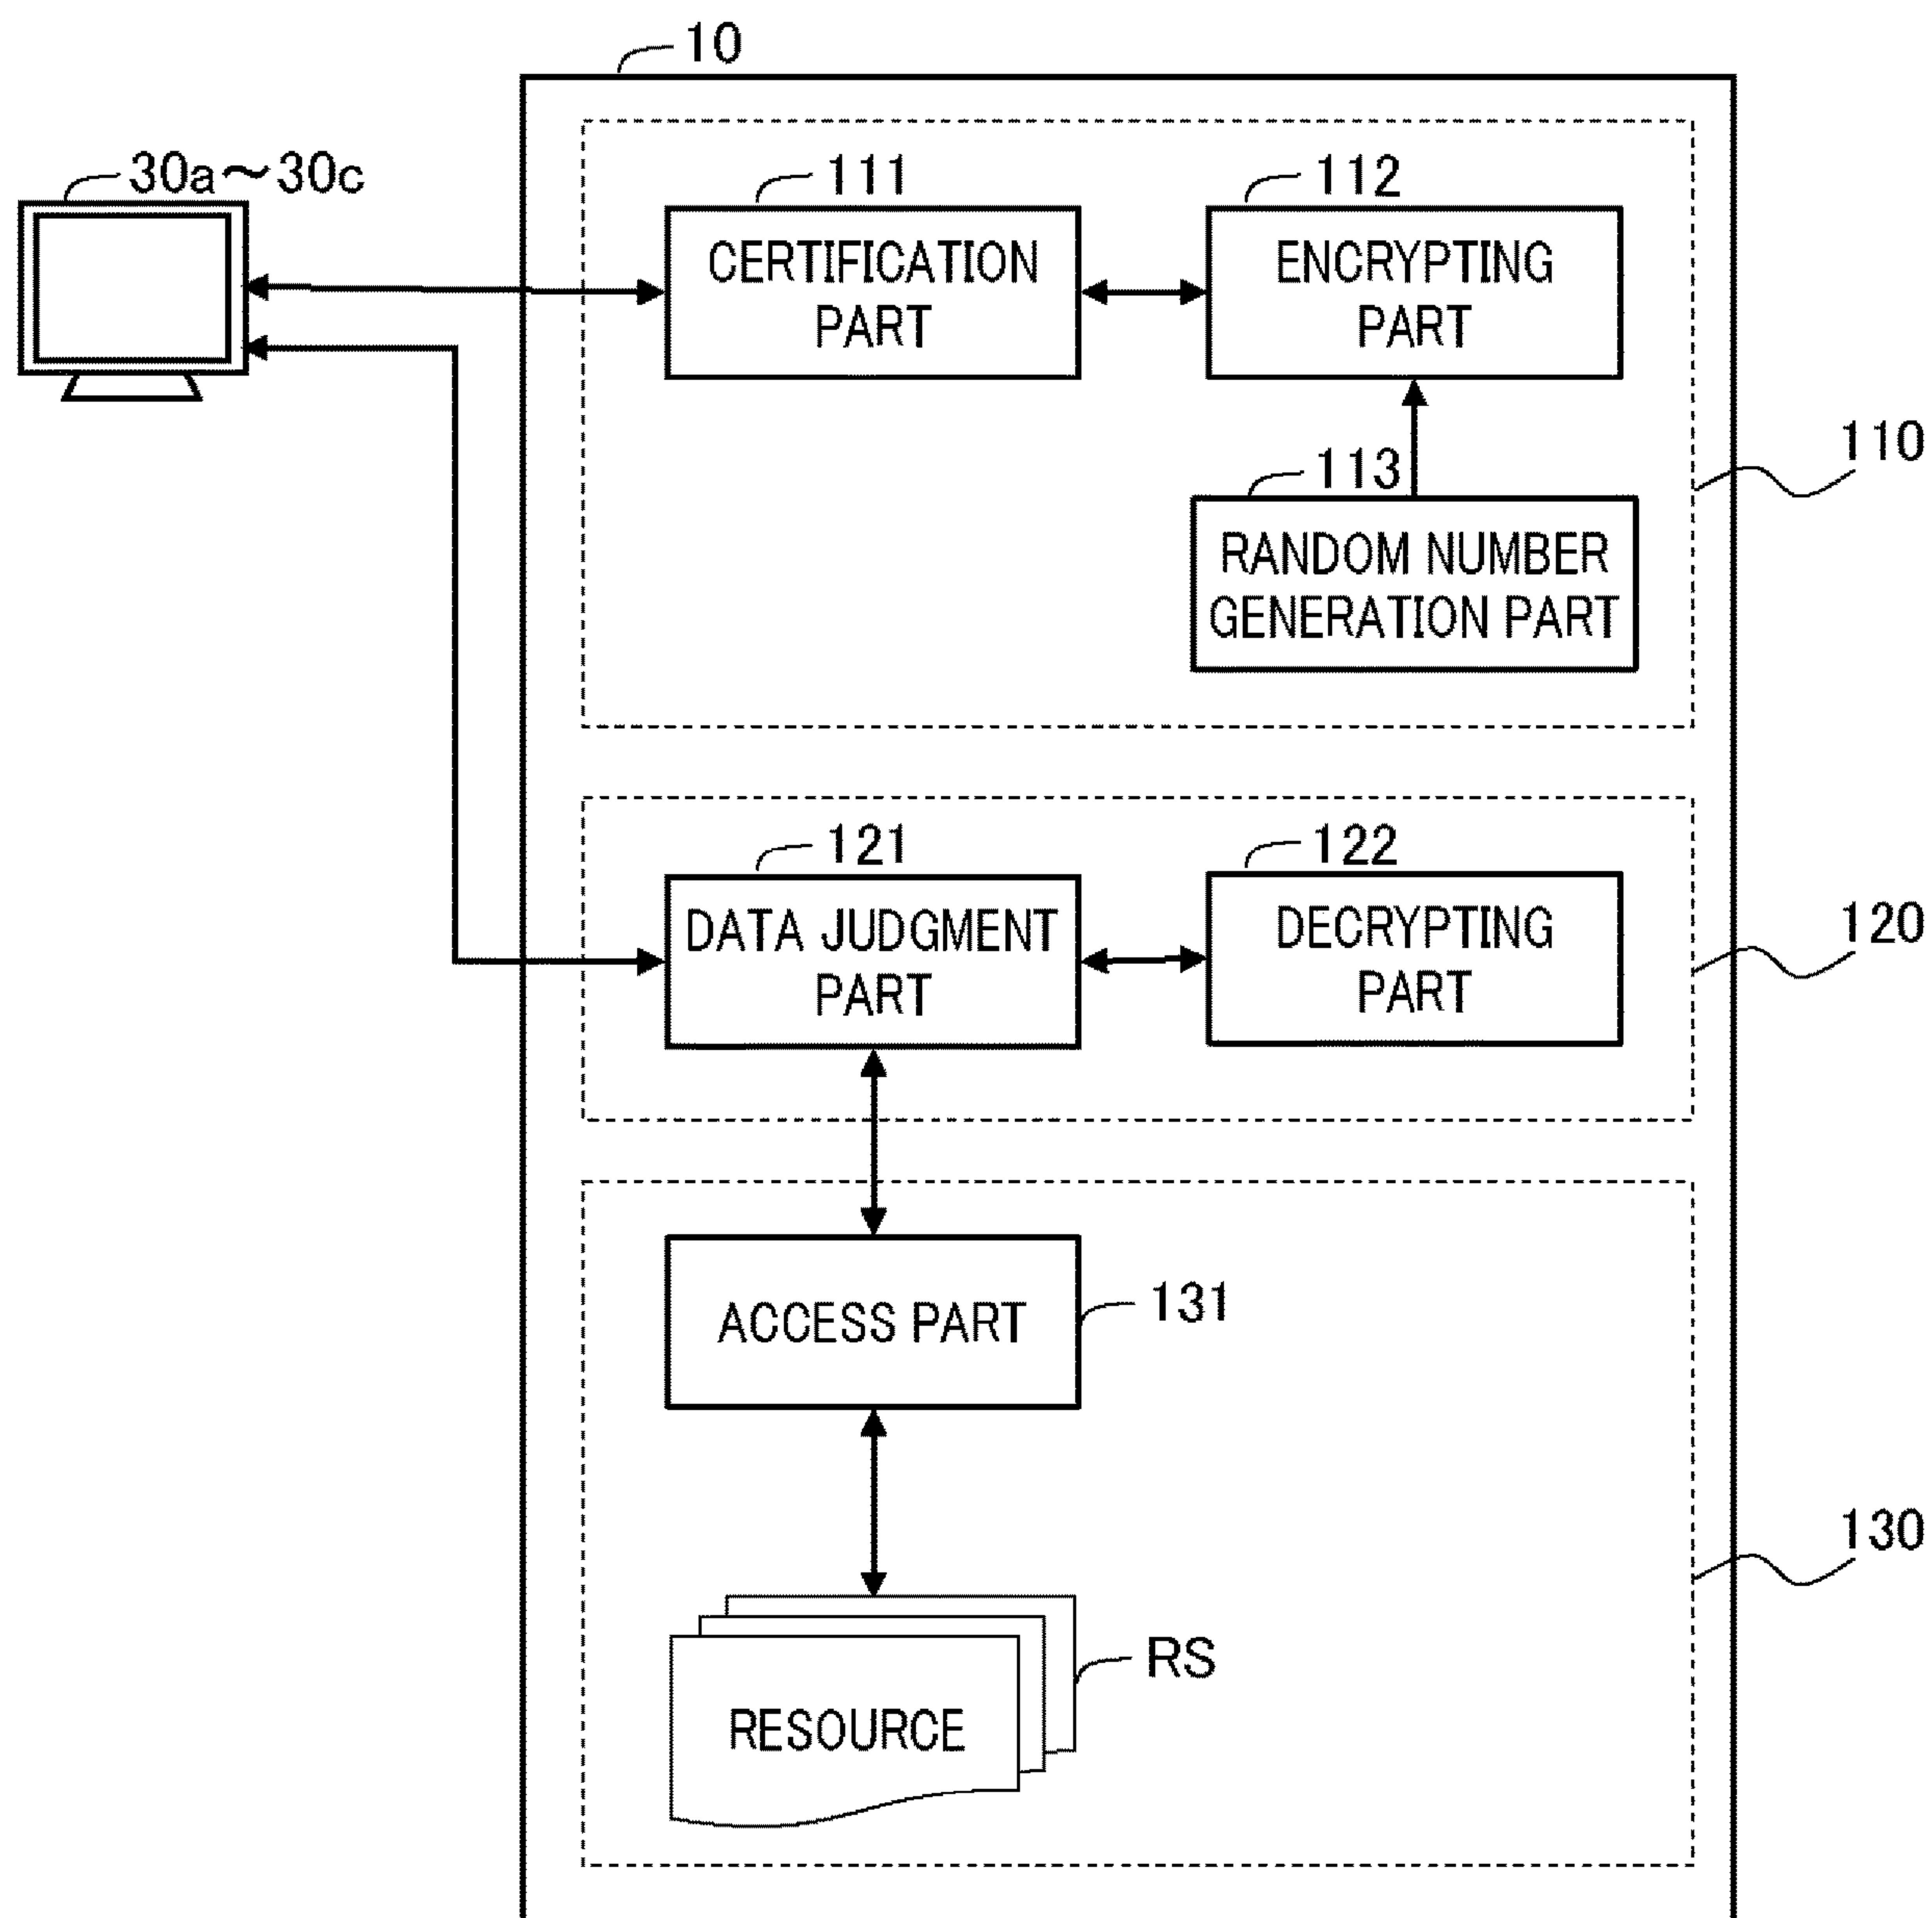 10
30a～30c
111
112
CERTIFICATION
PART
ENCRYPTING
PART
110
113
RANDOM NUMBER
GENERATION PART
121
122
DATA JUDGMENT
PART
DECRYPTING
PART
120
ACCESS PART
131
130
RS
RESOURCE